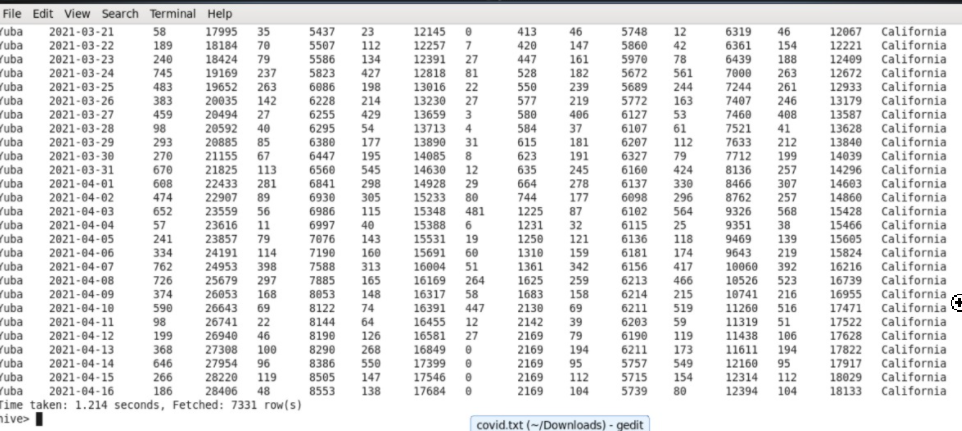 File Edit View Search Terminal Help
Yuba 2021-03-21 58 17995 35 5437 23 12145 0 413 46 5748 12 6319 46 12067 California
Yuba 2021-03-22 189 18184 70 5507 112 12257 7 420 147 5860 42 6361 154 12221 California
Yuba 2021-03-23 240 18424 79 5586 134 12391 27 447 161 5970 78 6439 188 12409 California
Yuba 2021-03-24 745 19169 237 5823 427 12818 81 528 182 5672 561 7000 263 12672 California
Yuba 2021-03-25 483 19652 263 6086 198 13016 22 550 239 5689 244 7244 261 12933 California
Yuba 2021-03-26 383 20035 142 6228 214 13230 27 577 219 5772 163 7407 246 13179 California
Yuba 2021-03-27 459 20494 27 6255 429 13659 3 580 406 6127 53 7460 408 13587 California
Yuba 2021-03-28 98 20592 40 6295 54 13713 4 584 37 6107 61 7521 41 13628 California
Yuba 2021-03-29 293 20885 85 6380 177 13890 31 615 181 6207 112 7633 212 13840 California
Yuba 2021-03-30 270 21155 67 6447 195 14085 8 623 191 6327 79 7712 199 14039 California
Yuba 2021-03-31 670 21825 113 6560 545 14630 12 635 245 6160 424 8136 257 14296 California
Yuba 2021-04-01 608 22433 281 6841 298 14928 29 664 278 6137 330 8466 307 14603 California
Yuba 2021-04-02 474 22907 89 6930 305 15233 80 744 177 6098 296 8762 257 14860 California
Yuba 2021-04-03 652 23559 56 6986 115 15348 481 1225 87 6102 564 9326 568 15428 California
Yuba 2021-04-04 57 23616 11 6997 40 15388 6 1231 32 6115 25 9351 38 15466 California
Yuba 2021-04-05 241 23857 79 7076 143 15531 19 1250 121 6136 118 9469 139 15605 California
Yuba 2021-04-06 334 24191 114 7190 160 15691 60 1310 159 6181 174 9643 219 15824 California
Yuba 2021-04-07 762 24953 398 7588 313 16004 51 1361 342 6156 417 10060 392 16216 California
Yuba 2021-04-08 726 25679 297 7885 165 16169 264 1625 259 6213 466 10526 523 16739 California
Yuba 2021-04-09 374 26053 168 8053 148 16317 58 1683 158 6214 215 10741 216 16955 California
Yuba 2021-04-10 590 26643 69 8122 74 16391 447 2130 69 6211 519 11260 516 17471 California
Yuba 2021-04-11 98 26741 22 8144 64 16455 12 2142 39 6203 59 11319 51 17522 California
Yuba 2021-04-12 199 26940 46 8190 126 16581 27 2169 79 6190 119 11438 106 17628 California
Yuba 2021-04-13 368 27308 100 8290 268 16849 0 2169 194 6211 173 11611 194 17822 California
Yuba 2021-04-14 646 27954 96 8386 550 17399 0 2169 95 5757 549 12160 95 17917 California
Yuba 2021-04-15 266 28220 119 8505 147 17546 0 2169 112 5715 154 12314 112 18029 California
Yuba 2021-04-16 186 28406 48 8553 138 17684 0 2169 104 5739 80 12394 104 18133 California
Time taken: 1.214 seconds, Fetched: 7331 row(s)
hive>
covid.txt (~/Downloads) - gedit